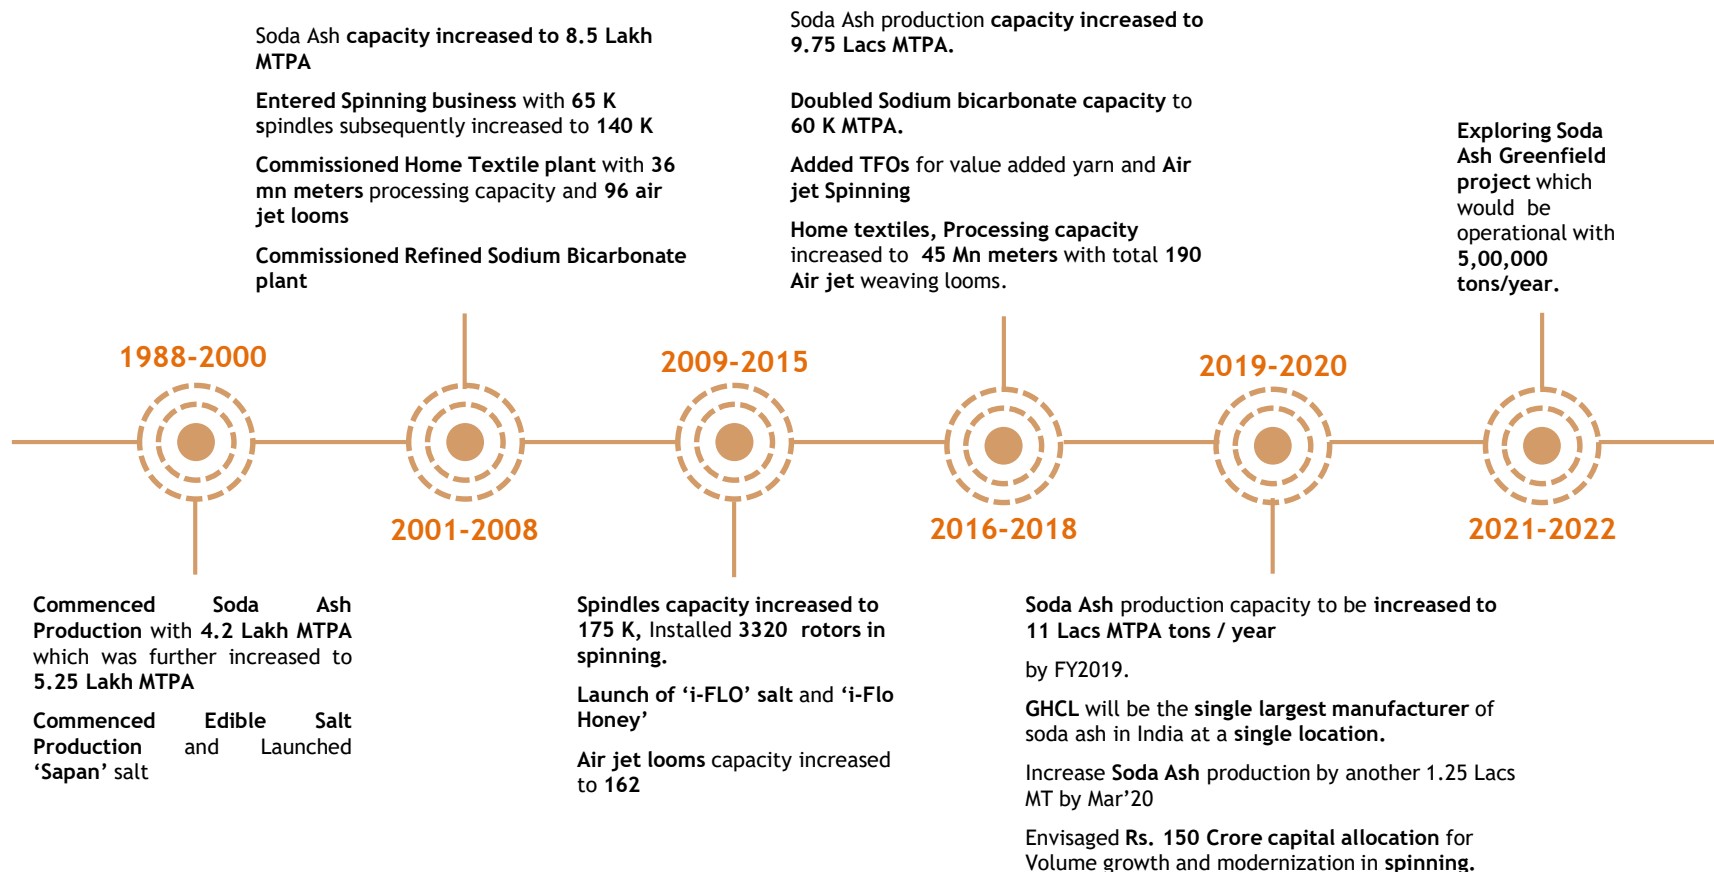 1988-2000
Commenced Soda Ash
Production with 4.2 Lakh MTPA
which was further increased to
5.25 Lakh MTPA
Commenced Edible Salt
Production and Launched
‘Sapan’ salt
Soda Ash capacity increased to 8.5 Lakh
MTPA
Entered Spinning business with 65 K
spindles subsequently increased to 140 K
Commissioned Home Textile plant with 36
mn meters processing capacity and 96 air
jet looms
Commissioned Refined Sodium Bicarbonate
plant
2001-2008
2009-2015
Spindles capacity increased to
175 K, Installed 3320 rotors in
spinning.
Launch of ‘i-FLO’ salt and ‘i-Flo
Honey’
Air jet looms capacity increased
to 162
Soda Ash production capacity increased to
9.75 Lacs MTPA.
Doubled Sodium bicarbonate capacity to
60 K MTPA.
Added TFOs for value added yarn and Air
jet Spinning
Home textiles, Processing capacity
increased to 45 Mn meters with total 190
Air jet weaving looms.
2016-2018
2019-2020
Soda Ash production capacity to be increased to
11 Lacs MTPA tons / year
by FY2019.
GHCL will be the single largest manufacturer of
soda ash in India at a single location.
Increase Soda Ash production by another 1.25 Lacs
MT by Mar’20
Envisaged Rs. 150 Crore capital allocation for
Volume growth and modernization in spinning.
Exploring Soda
Ash Greenfield
project which
would be
operational with
5,00,000
tons/year.
2021-2022